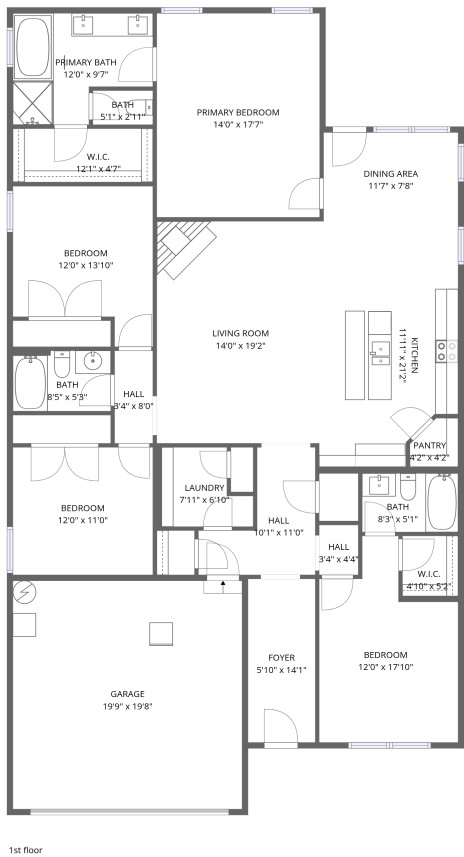 PRIMARY BATH
12'0" x 9'7"
BATH
5'1" x 2'11"
PRIMARY BEDROOM
14'0" x 17'7"
W.I.C.
12'1" x 4'7"
DINING AREA
11'7" x 7'8"
BEDROOM
12'0" x 13'10"
LIVING ROOM
14'0" x 19'2"
KITCHEN
11'11" x 21'2"
BATH
8'5" x 5'3"
HALL
3'4" x 8'0"
PANTRY
4'2" x 4'2"
LAUNDRY
7'11" x 6'10"
BEDROOM
12'0" x 11'0"
HALL
10'1" x 11'0"
BATH
8'3" x 5'1"
HALL
3'4" x 4'4"
W.I.C.
4'10" x 5'2"
FOYER
5'10" x 14'1"
BEDROOM
12'0" x 17'10"
GARAGE
19'9" x 19'8"
1st floor